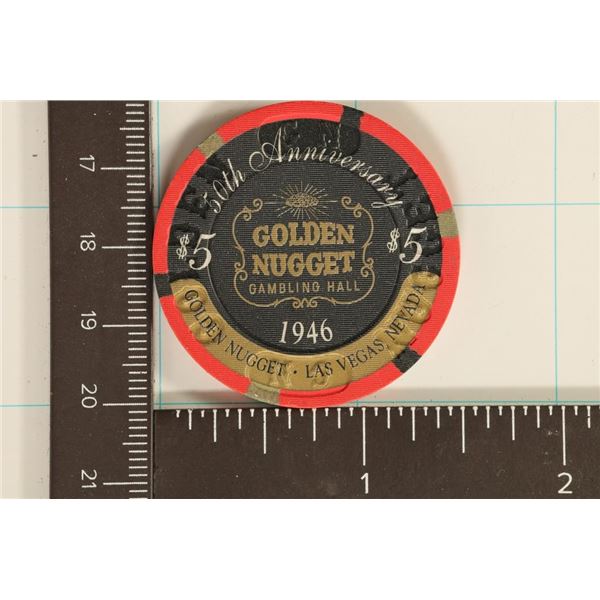 50th Anniversary
$5
$5
GOLDEN
NUGGET
GAMBLING HALL
1946
GOLDEN NUGGET · LAS VEGAS, NEVADA
17
18
19
20
21
1
2